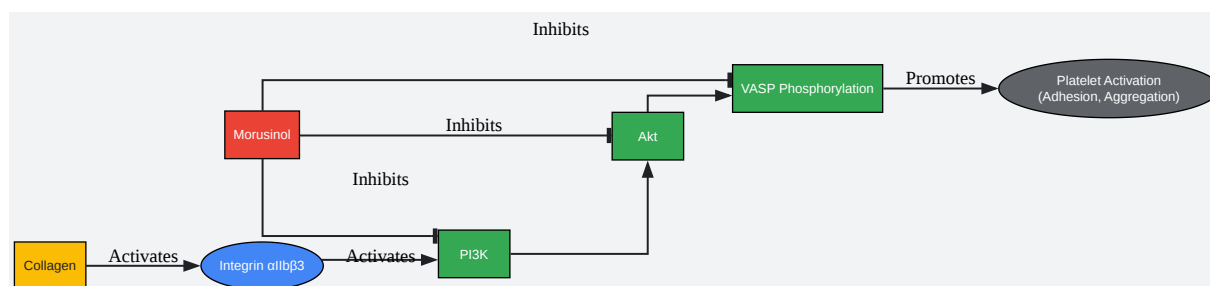 Inhibits
VASP Phosphorylation
Promotes
Platelet Activation
(Adhesion, Aggregation)
Morusinol
Inhibits
Akt
Inhibits
Collagen
Activates
Integrin αIIbβ3
Activates
PI3K